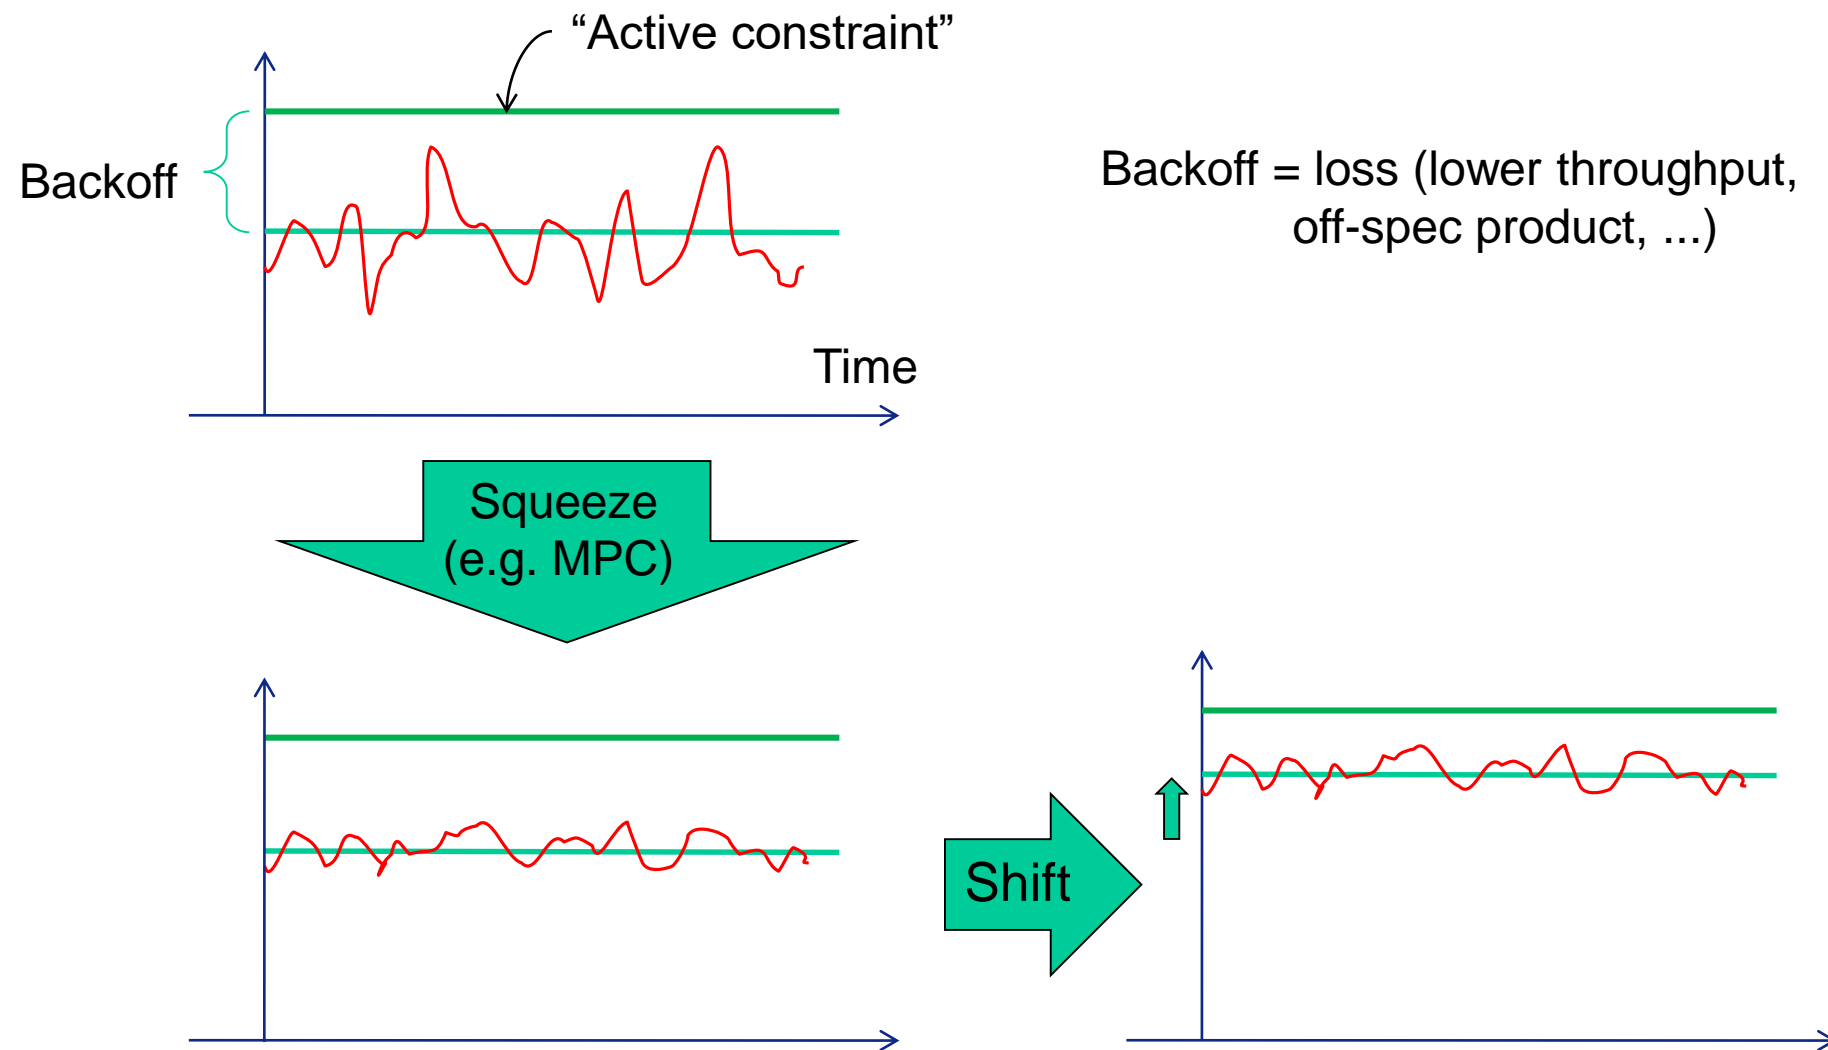 “Active constraint”
Backoff
Backoff = loss (lower throughput,
off-spec product, ...)
Time
Squeeze
(e.g. MPC)
Shift